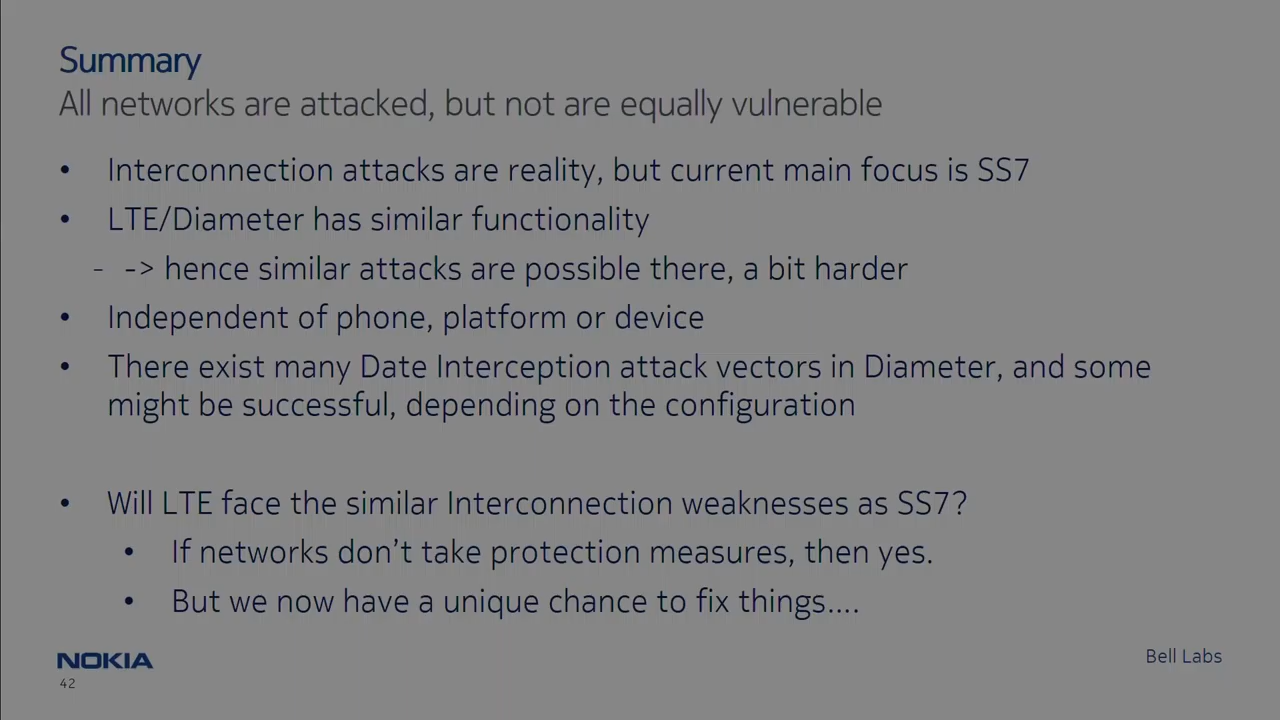 Summary
All networks are attacked, but not are equally vulnerable
• Interconnection attacks are reality, but current main focus is SS7
• LTE/Diameter has similar functionality
- -> hence similar attacks are possible there, a bit harder
• Independent of phone, platform or device
• There exist many Date Interception attack vectors in Diameter, and some
might be successful, depending on the configuration
• Will LTE face the similar Interconnection weaknesses as SS7?
• If networks don't take protection measures, then yes.
• But we now have a unique chance to fix things....
NOKIA
Bell Labs
42